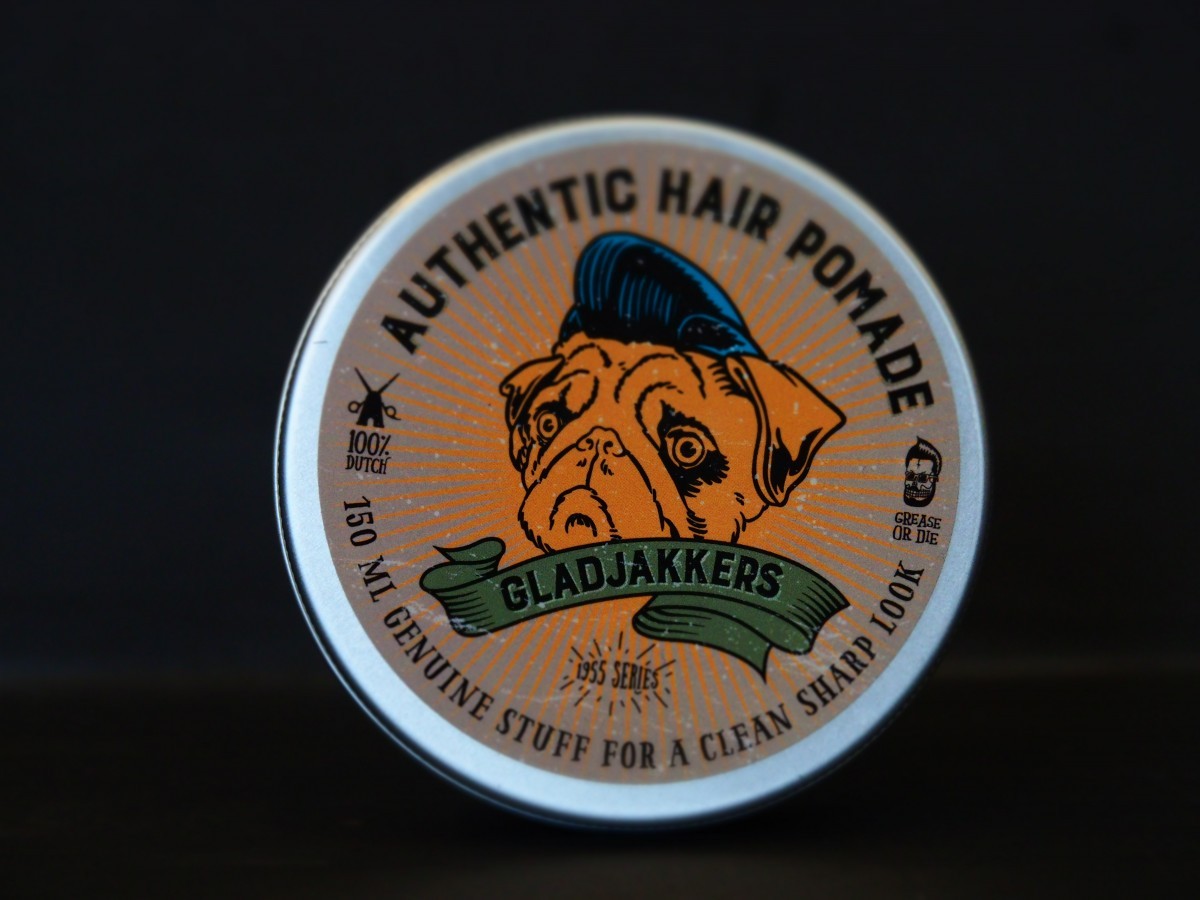 AUTHENTIC HAIR POMADE
100%
DUTCH
GREASE
OR DIE
GLADJAKKERS
1955 SERIES
150 ML GENUINE STUFF FOR A CLEAN SHARP LOOK